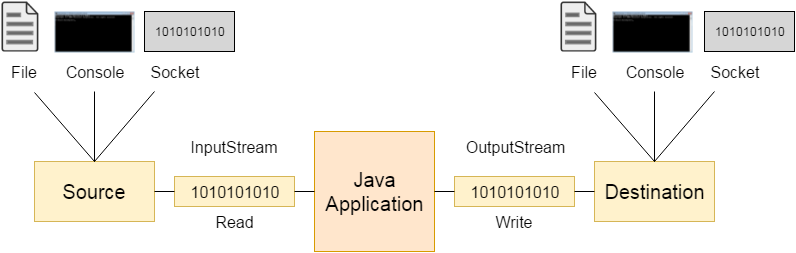 1010101010
1010101010
File
Console
Socket
File
Console
Socket
InputStream
OutputStream
Source
1010101010
Java
Application
1010101010
Destination
Read
Write